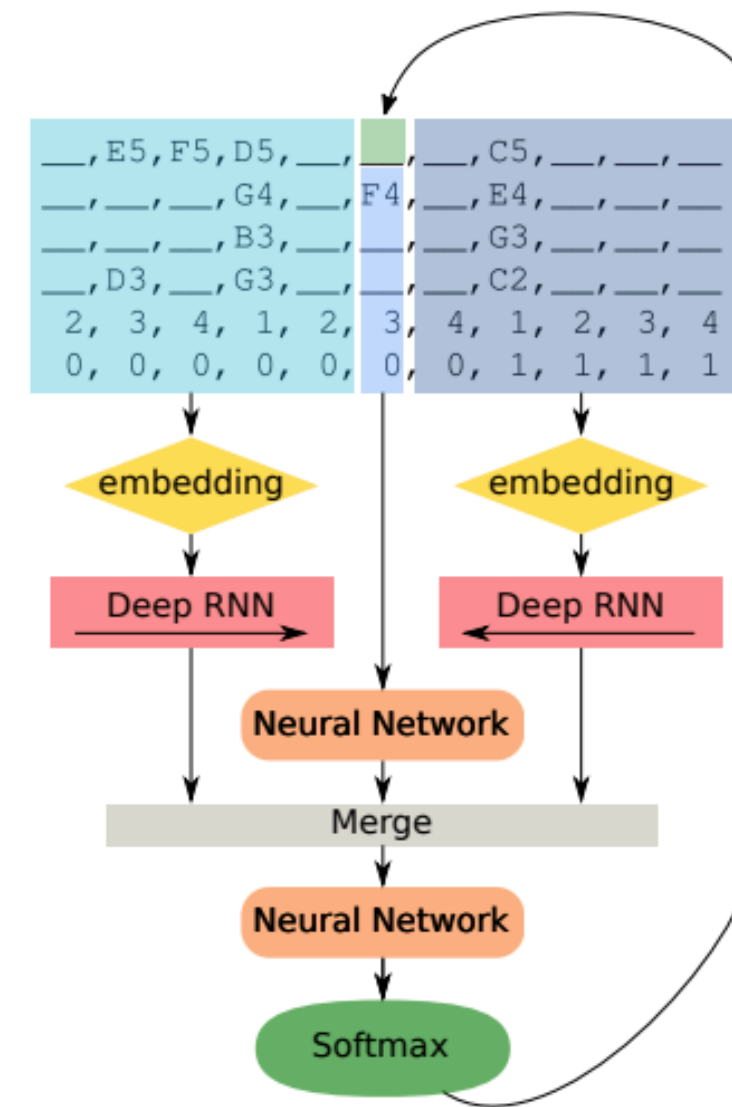 __,E5,F5,D5,__,__,__,C5,__,__,__
__,__,__,G4,__,F4,__,E4,__,__,__
__,__,__,B3,__,__,__,G3,__,__,__
__,D3,__,G3,__,__,__,C2,__,__,__
2, 3, 4, 1, 2, 3, 4, 1, 2, 3, 4
0, 0, 0, 0, 0, 0, 0, 1, 1, 1, 1
embedding embedding
Deep RNN Deep RNN
Neural Network
Merge
Neural Network
Softmax